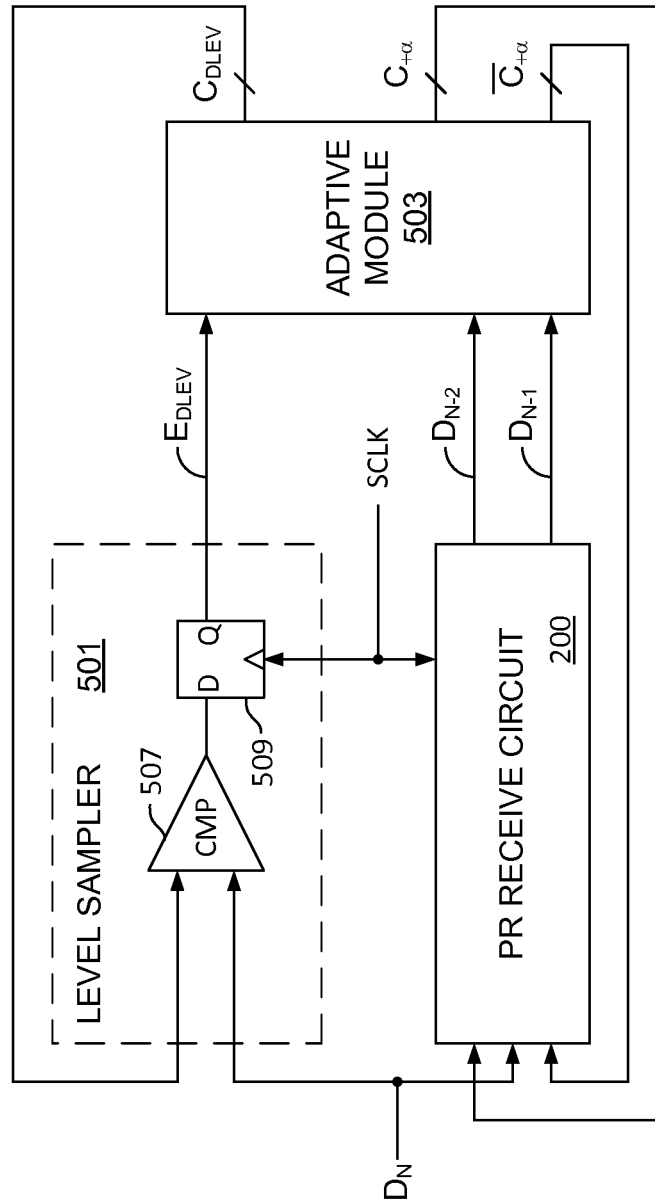 LEVEL SAMPLER
501
507
CMP
D
Q
509
E_DLEV
C_DLEV
ADAPTIVE
MODULE
503
C_+α
C̅_+α
SCLK
D_N-2
D_N-1
D_N
PR RECEIVE CIRCUIT
200